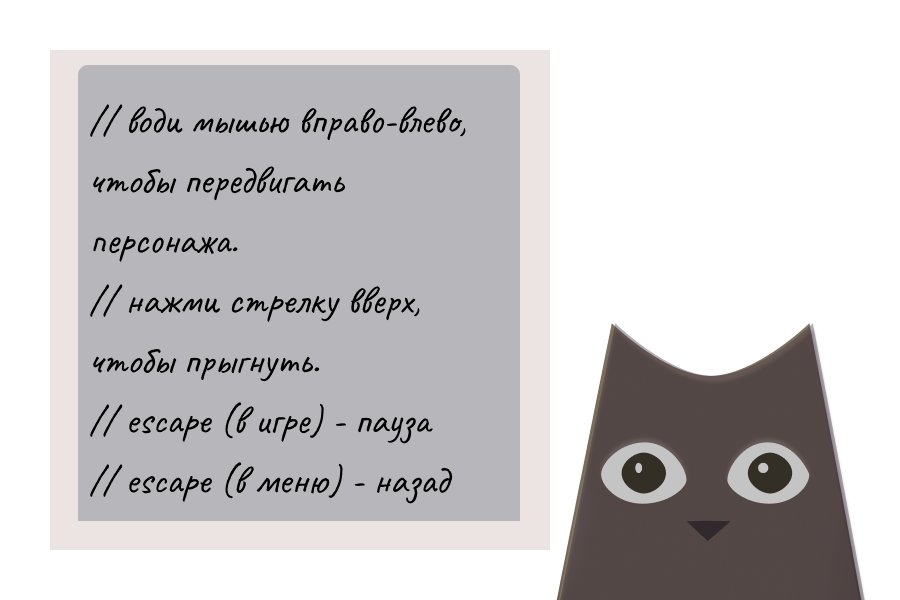 // води мышью вправо-влево,
чтобы передвигать
персонажа.
// нажми стрелку вверх,
чтобы прыгнуть.
// escape (в игре) - пауза
// escape (в меню) - назад